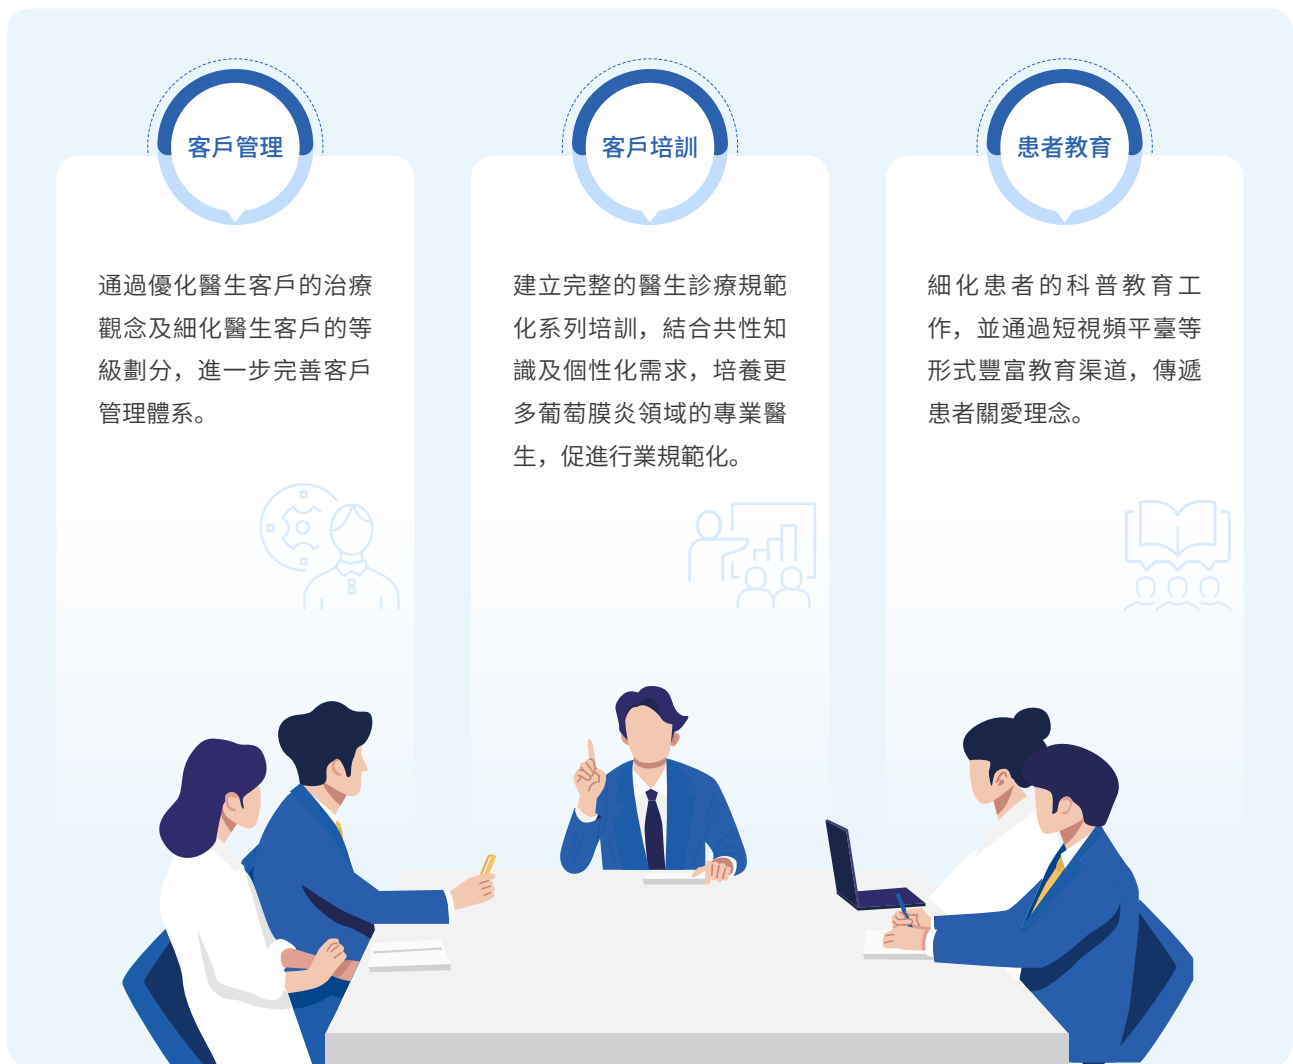 客戶管理
通過優化醫生客戶的治療
觀念及細化醫生客戶的等
級劃分，進一步完善客戶
管理體系。
客戶培訓
建立完整的醫生診療規範
化系列培訓，結合共性知
識及個性化需求，培養更
多葡萄膜炎領域的專業醫
生，促進行業規範化。
患者教育
細化患者的科普教育工
作，並通過短視頻平臺等
形式豐富教育渠道，傳遞
患者關愛理念。